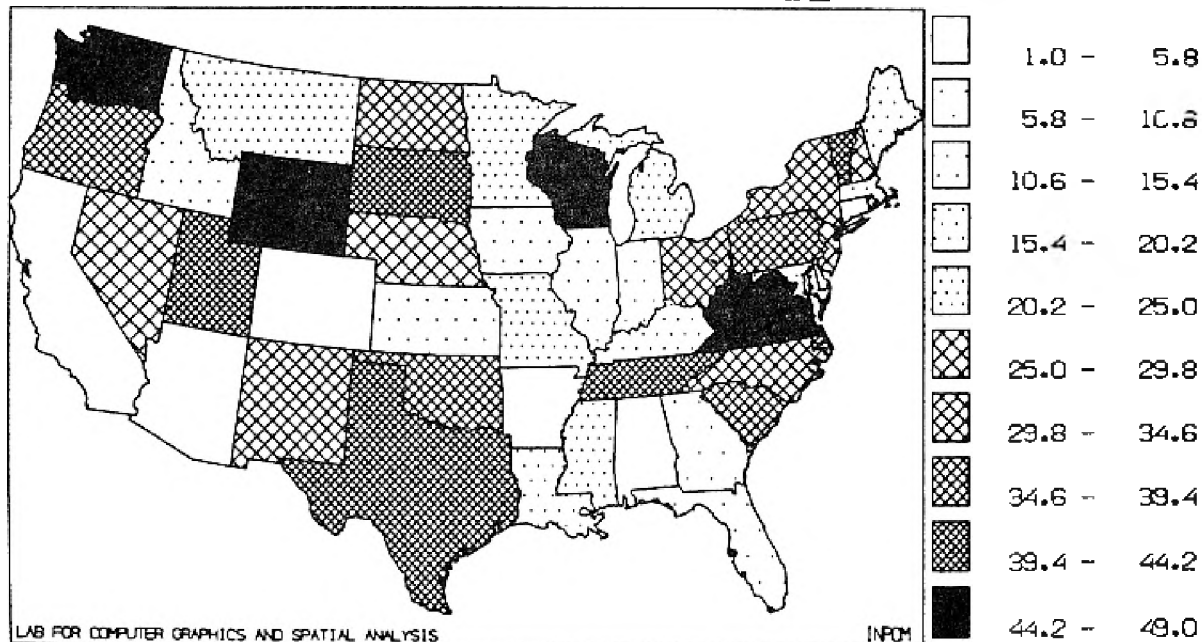 1.0 - 5.8
5.8 - 10.6
10.6 - 15.4
15.4 - 20.2
20.2 - 25.0
25.0 - 29.8
29.8 - 34.6
34.6 - 39.4
39.4 - 44.2
44.2 - 49.0
LAB FOR COMPUTER GRAPHICS AND SPATIAL ANALYSIS INPOM